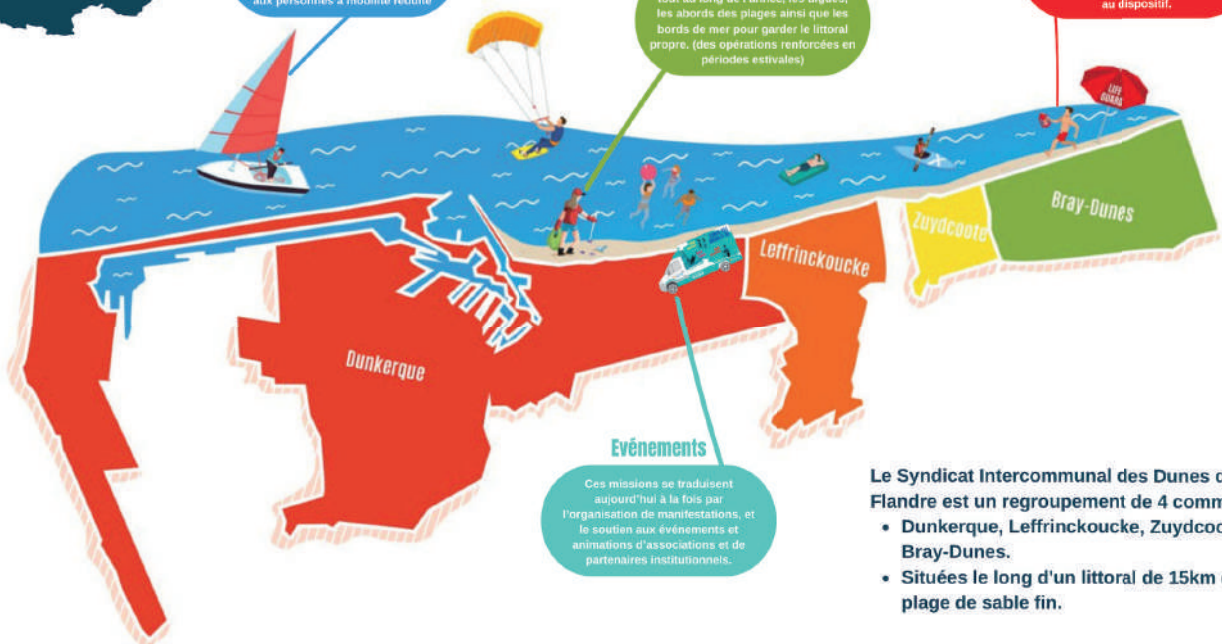 aux personnes à mobilité réduite
tout au long de l'année, les digues,
les abords des plages ainsi que les
bords de mer pour garder le littoral
propre. (des opérations renforcées en
périodes estivales)
au dispositif.
LIFE
GUARD
Bray-Dunes
Zuydcoote
Leffrinckoucke
Dunkerque
Evénements
Ces missions se traduisent
aujourd'hui à la fois par
l'organisation de manifestations, et
le soutien aux événements et
animations d'associations et de
partenaires institutionnels.
Le Syndicat Intercommunal des Dunes
Flandre est un regroupement de 4
• Dunkerque, Leffrinckoucke,
Bray-Dunes.
• Situées le long d'un littoral de 15km
plage de sable fin.